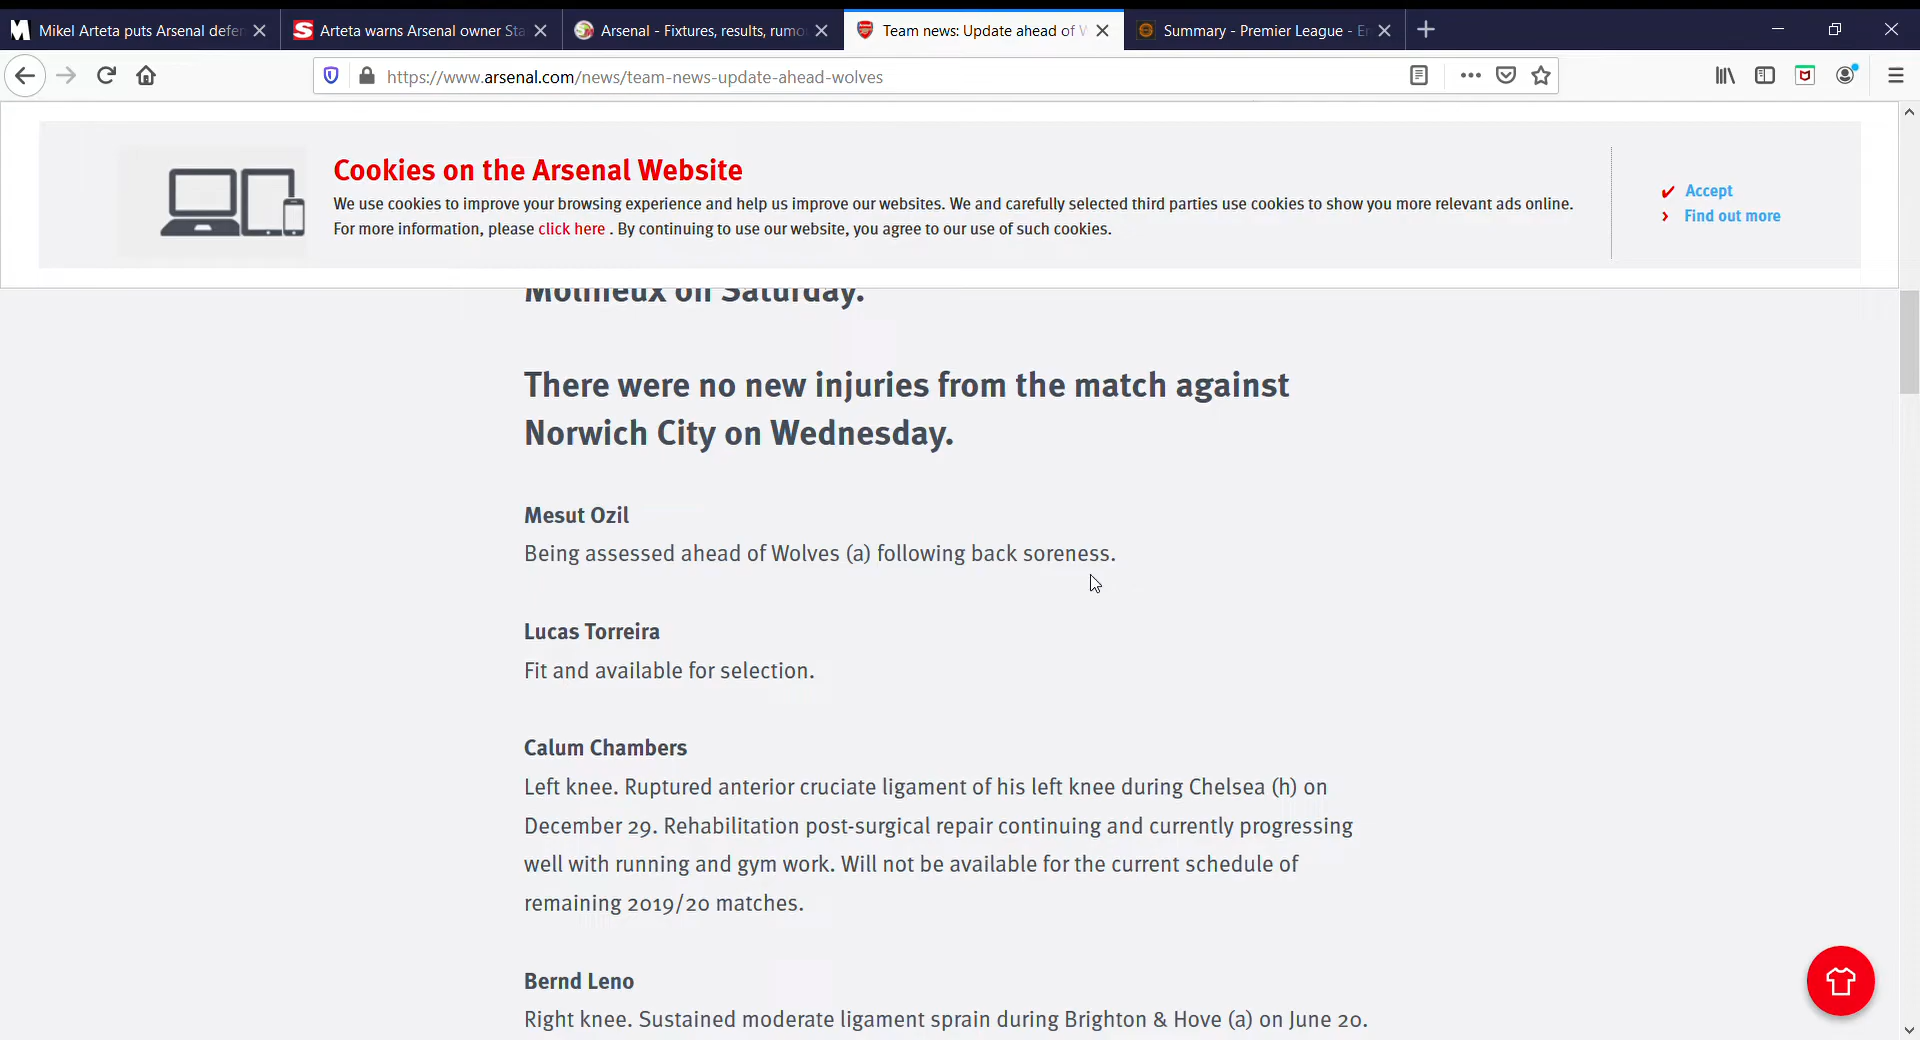 Mikel Arteta puts Arsenal defen
Arteta warns Arsenal owner Sta
Arsenal - Fixtures, results, rumo
Team news: Update ahead of W
Summary - Premier League - En
https://www.arsenal.com/news/team-news-update-ahead-wolves
Cookies on the Arsenal Website
We use cookies to improve your browsing experience and help us improve our websites. We and carefully selected third parties use cookies to show you more relevant ads online.
For more information, please click here . By continuing to use our website, you agree to our use of such cookies.
Accept
Find out more
Molineux on Saturday.
There were no new injuries from the match against
Norwich City on Wednesday.
Mesut Ozil
Being assessed ahead of Wolves (a) following back soreness.
Lucas Torreira
Fit and available for selection.
Calum Chambers
Left knee. Ruptured anterior cruciate ligament of his left knee during Chelsea (h) on
December 29. Rehabilitation post-surgical repair continuing and currently progressing
well with running and gym work. Will not be available for the current schedule of
remaining 2019/20 matches.
Bernd Leno
Right knee. Sustained moderate ligament sprain during Brighton & Hove (a) on June 20.